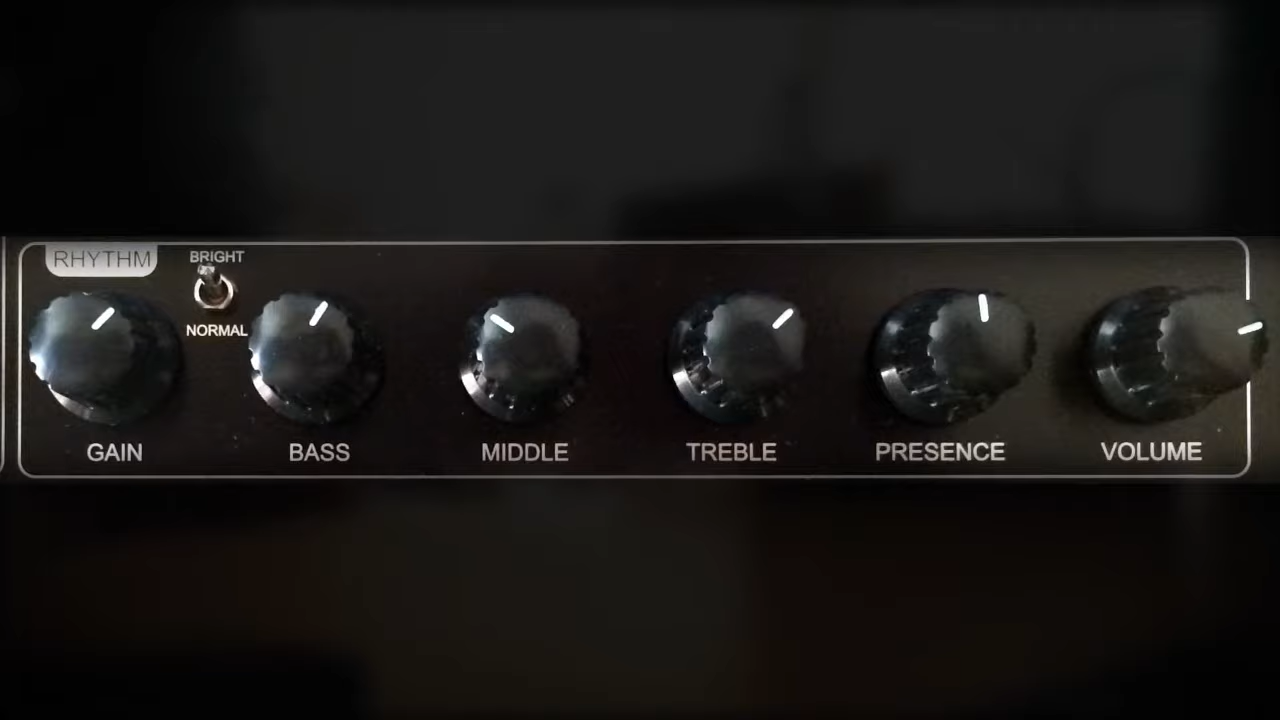 RHYTHM
BRIGHT
NORMAL
GAIN
BASS
MIDDLE
TREBLE
PRESENCE
VOLUME